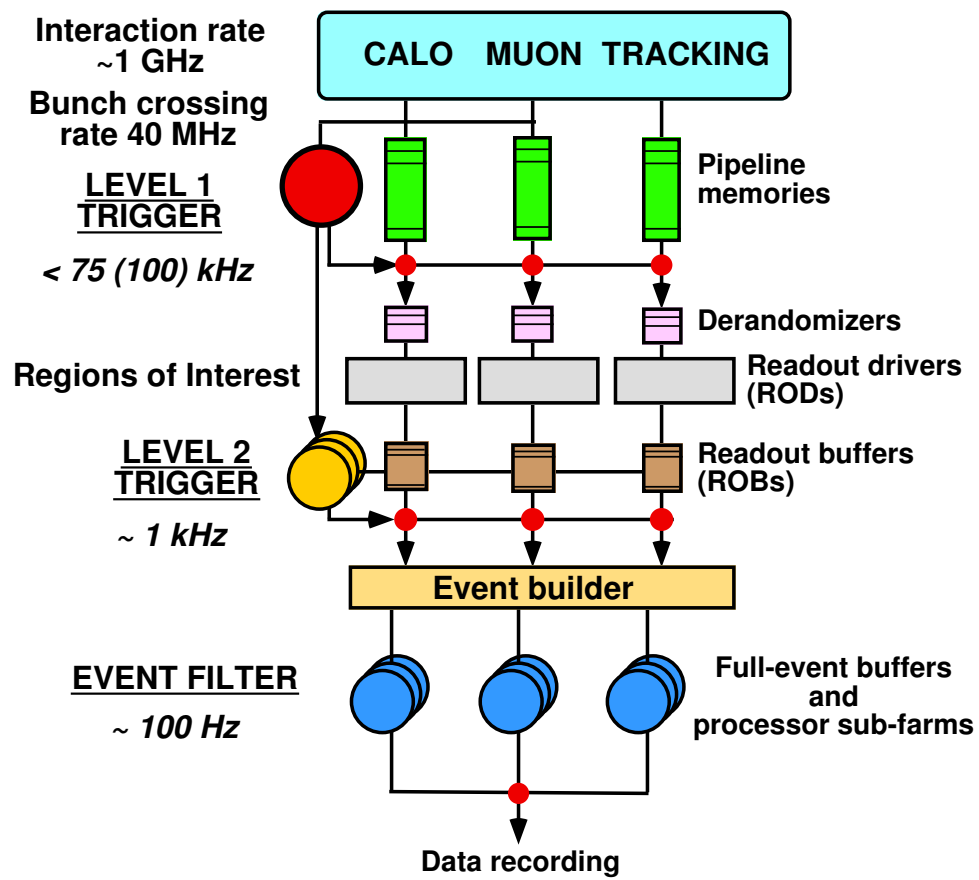 Interaction rate
~1 GHz
CALO MUON TRACKING
Bunch crossing
rate 40 MHz
Pipeline
memories
LEVEL 1
TRIGGER
< 75 (100) kHz
Derandomizers
Regions of Interest
Readout drivers
(RODs)
LEVEL 2
TRIGGER
Readout buffers
(ROBs)
~ 1 kHz
Event builder
EVENT FILTER
~ 100 Hz
Full-event buffers
and
processor sub-farms
Data recording